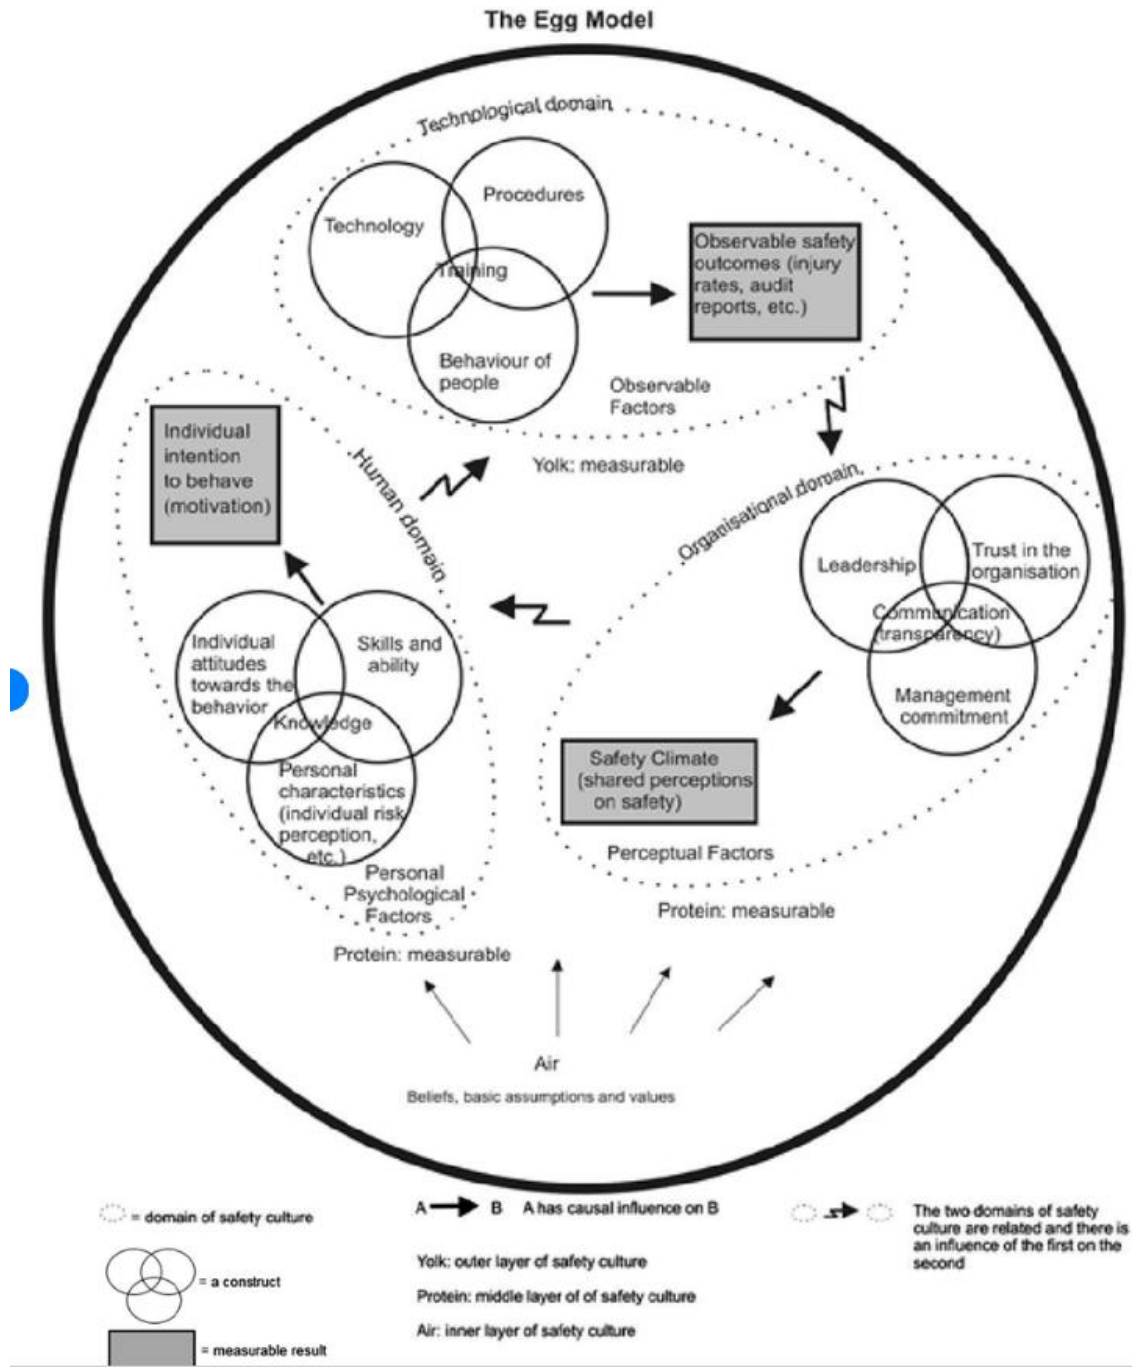 The Egg Model
Technological domain
Procedures
Technology
Training
Behaviour of
people
Observable safety
outcomes (injury
rates, audit
reports, etc.)
Observable
Factors
Yolk: measurable
Individual
intention
to behave
(motivation)
Human domain
Organisational domain
Leadership
Trust in the
organisation
Communication
(transparency)
Management
commitment
Individual
attitudes
towards the
behavior
Skills and
ability
Knowledge
Personal
characteristics
(individual risk
perception,
etc.)
Personal
Psychological
Factors
Protein: measurable
Safety Climate
(shared perceptions
on safety)
Perceptual Factors
Protein: measurable
Air
Beliefs, basic assumptions and values
= domain of safety culture
= a construct
= measurable result
A B A has causal influence on B
Yolk: outer layer of safety culture
Protein: middle layer of of safety culture
Air: inner layer of safety culture
The two domains of safety
culture are related and there is
an influence of the first on the
second